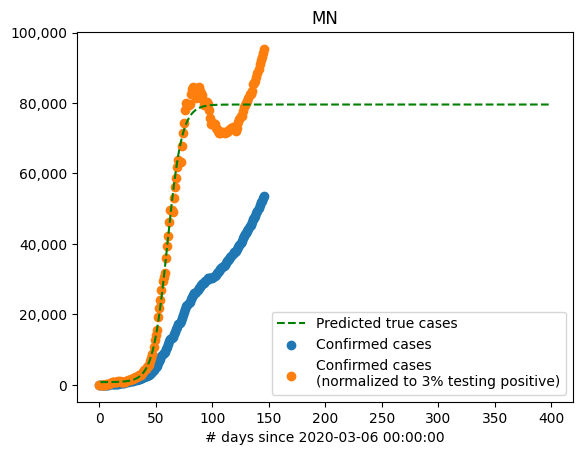 MN
100,000
80,000
60,000
40,000
20,000
0
Predicted true cases
Confirmed cases
Confirmed cases
(normalized to 3% testing positive)
0 50 100 150 200 250 300 350 400
# days since 2020-03-06 00:00:00